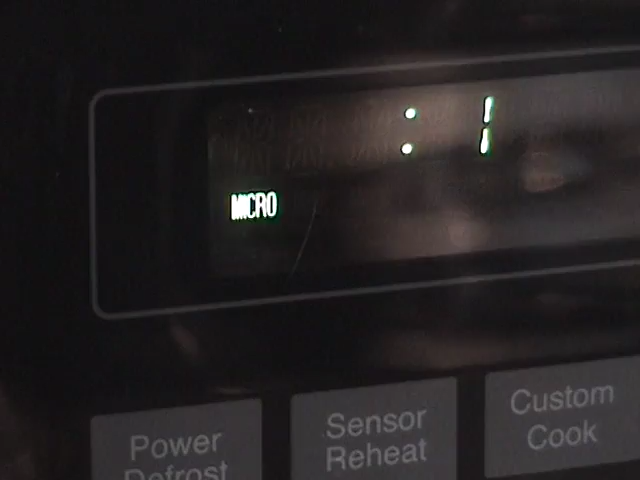 : 1
MICRO
Power
Defrost
Sensor
Reheat
Custom
Cook